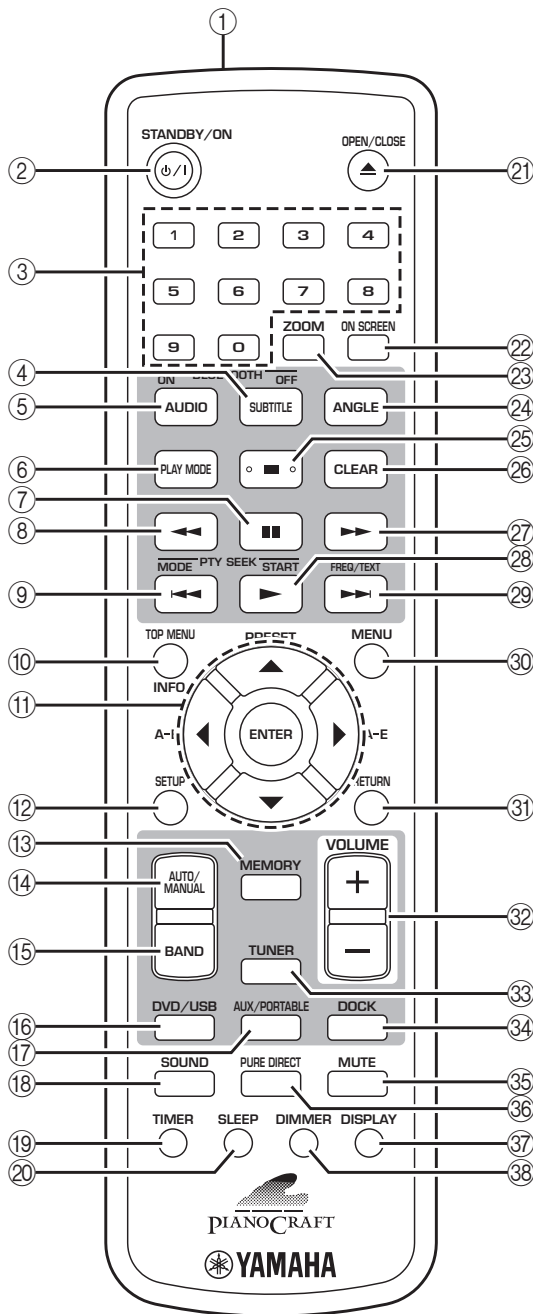 ①
STANDBY/ON OPEN/CLOSE
② ㉑
1 2 3 4
③
5 6 7 8
9 0 ZOOM ON SCREEN
㉒
④ ㉓
ON OFF
⑤ AUDIO SUBTITLE ANGLE ㉔
㉕
⑥ PLAY MODE CLEAR ㉖
⑦
⑧ ㉗
MODE PTY SEEK START FREQ/TEXT
㉘
⑨ ㉙
TOP MENU PRESET MENU
⑩ ㉚
INFO
⑪
ENTER
A-E
SETUP RETURN
⑫ ㉛
⑬ VOLUME
⑭ AUTO/ MEMORY +
MANUAL
㉜
⑮ BAND TUNER –
㉝
DVD/USB AUX/PORTABLE DOCK
⑯ ㉞
⑰
SOUND PURE DIRECT MUTE
⑱ ㉟
㊱
TIMER SLEEP DIMMER DISPLAY
⑲ ㊲
⑳ ㊳
PIANOCRAFT
YAMAHA